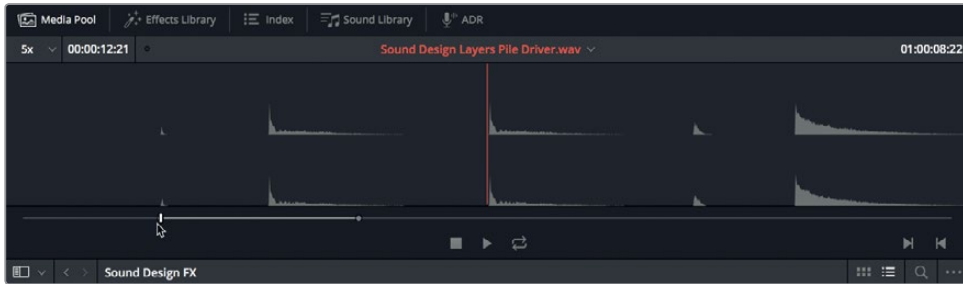 Media Pool Effects Library Index Sound Library ADR
5x 00:00:12:21 Sound Design Layers Pile Driver.wav 01:00:08:22
Sound Design FX